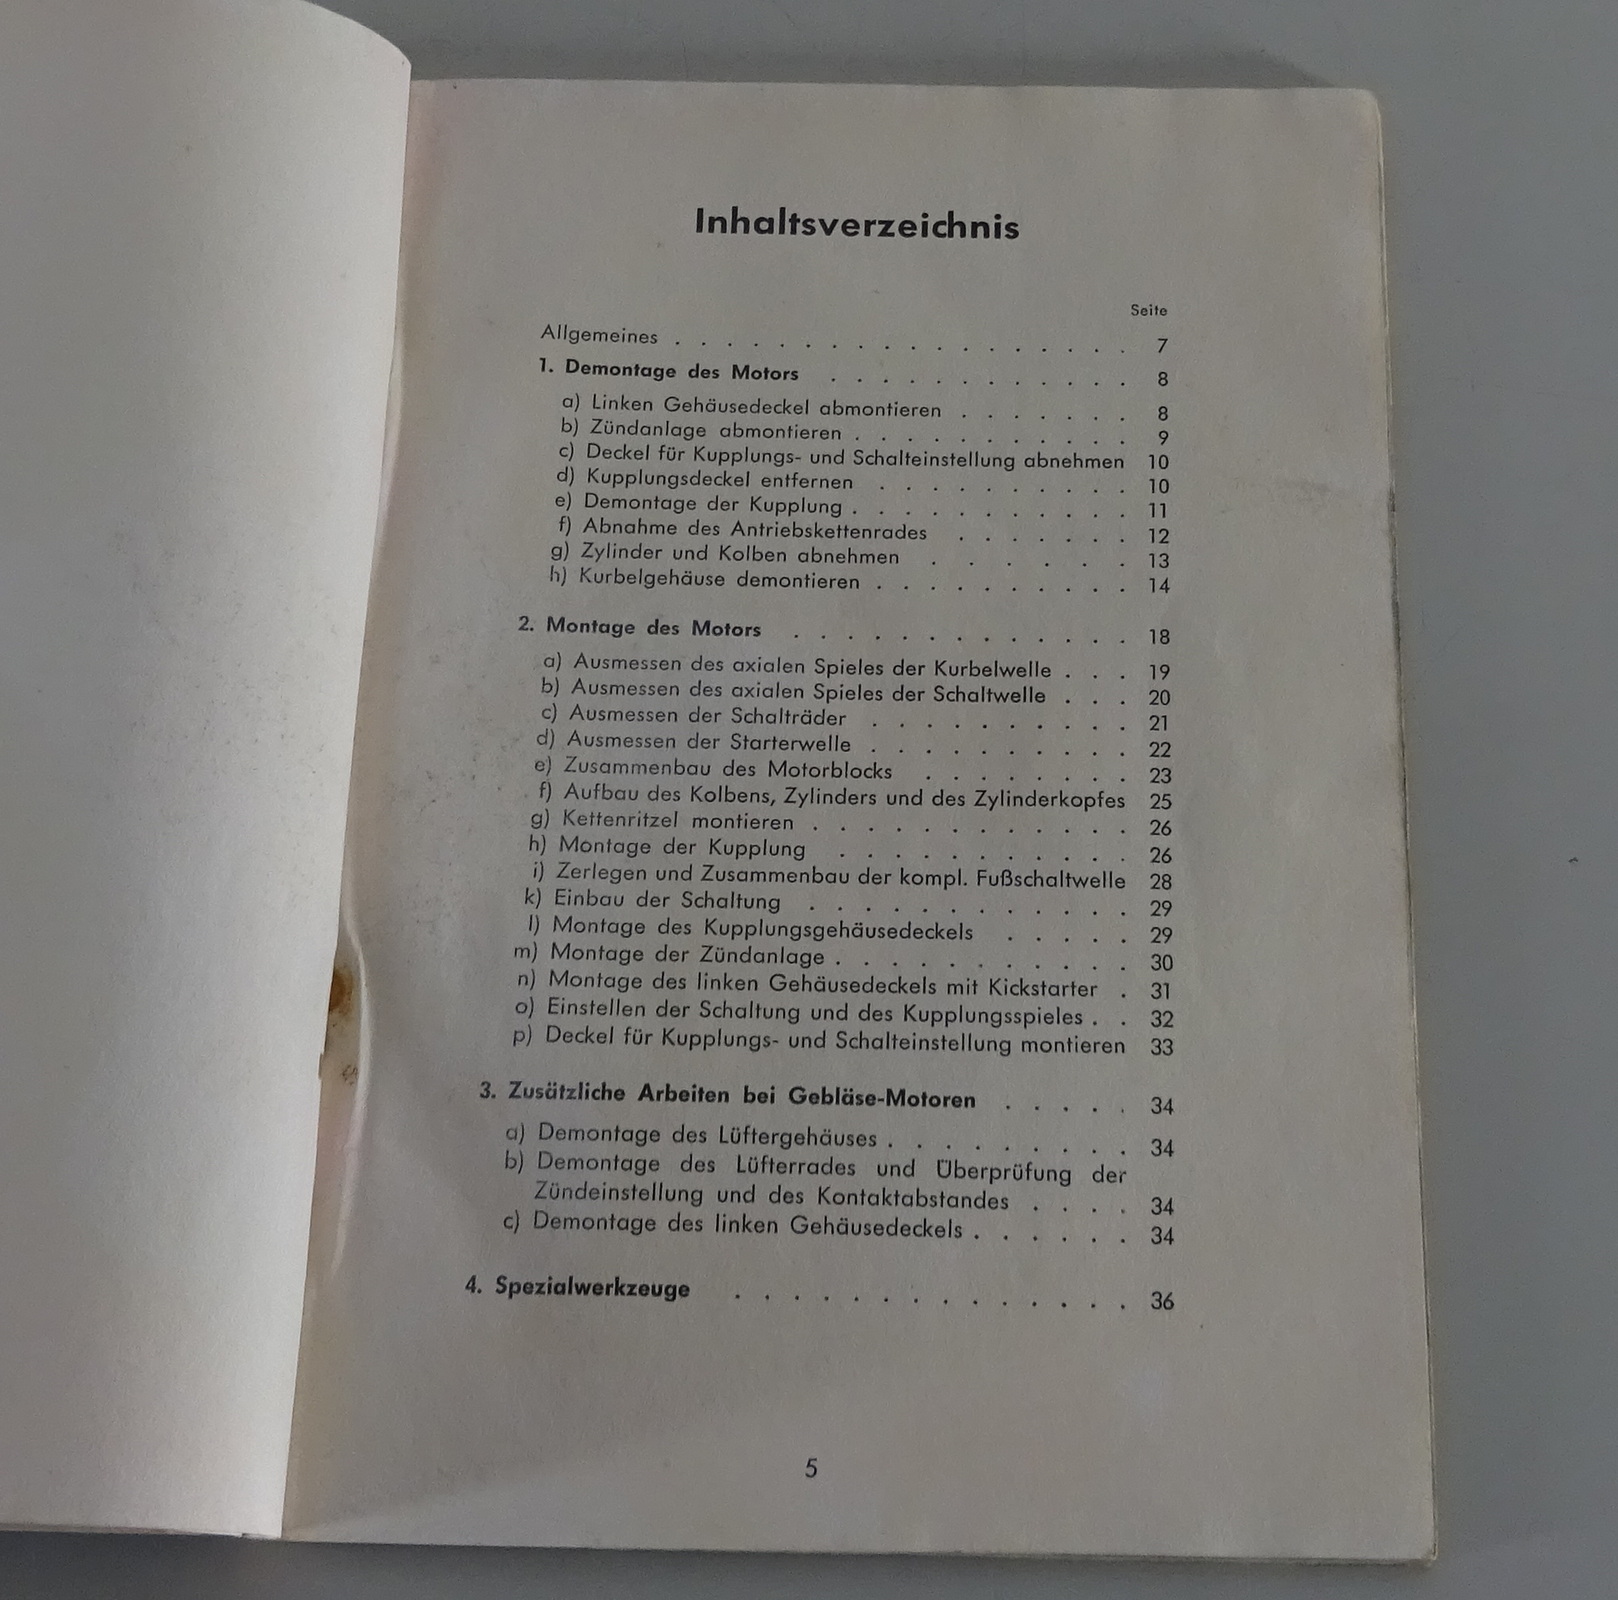 Inhaltsverzeichnis
Seite
Allgemeines . . . . . . . . . . . . . . . . . . 7
1. Demontage des Motors . . . . . . . . . . . . 8
a) Linken Gehäusedeckel abmontieren . . . . . . . 8
b) Zündanlage abmontieren . . . . . . . . . . . 9
c) Deckel für Kupplungs- und Schalteinstellung abnehmen 10
d) Kupplungsdeckel entfernen . . . . . . . . . . 10
e) Demontage der Kupplung . . . . . . . . . . . 11
f) Abnahme des Antriebskettenrades . . . . . . . 12
g) Zylinder und Kolben abnehmen . . . . . . 13
h) Kurbelgehäuse demontieren . . . . . . . . . . 14
2. Montage des Motors . . . . . . . . . . . . . 18
a) Ausmessen des axialen Spieles der Kurbelwelle . . . 19
b) Ausmessen des axialen Spieles der Schaltwelle . . . 20
c) Ausmessen der Schalträder . . . . . . . . . . 21
d) Ausmessen der Starterwelle . . . . . . . . . . 22
e) Zusammenbau des Motorblocks . . . . . . . . 23
f) Aufbau des Kolbens, Zylinders und des Zylinderkopfes 25
g) Kettenritzel montieren . . . . . . . . . . . . 26
h) Montage der Kupplung . . . . . . . . . . . 26
i) Zerlegen und Zusammenbau der kompl. Fußschaltwelle 28
k) Einbau der Schaltung . . . . . . . . . . . . 29
l) Montage des Kupplungsgehäusedeckels . . . . . 29
m) Montage der Zündanlage . . . . . . . . . . . 30
n) Montage des linken Gehäusedeckels mit Kickstarter . 31
o) Einstellen der Schaltung und des Kupplungsspieles . . 32
p) Deckel für Kupplungs- und Schalteinstellung montieren 33
3. Zusätzliche Arbeiten bei Gebläse-Motoren . . . . . 34
a) Demontage des Lüftergehäuses . . . . . . . . . 34
b) Demontage des Lüfterrades und Überprüfung der
Zündeinstellung und des Kontaktabstandes . . . . 34
c) Demontage des linken Gehäusedeckels . . . . . . 34
4. Spezialwerkzeuge . . . . . . . . . . . . . . 36
5